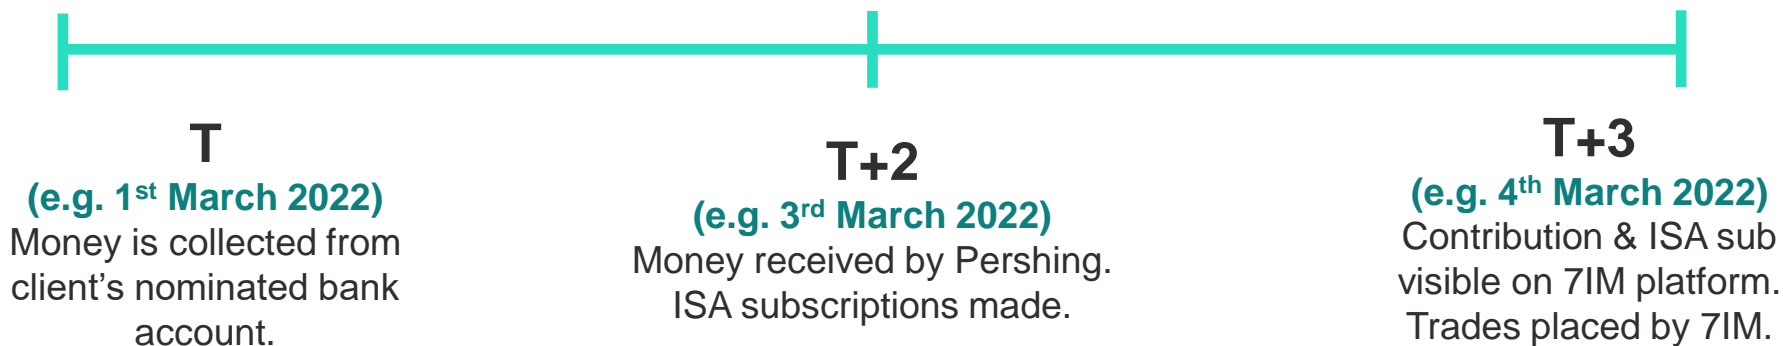 T
(e.g. 1st March 2022)
Money is collected from
client’s nominated bank
account.
T+2
(e.g. 3rd March 2022)
Money received by Pershing.
ISA subscriptions made.
T+3
(e.g. 4th March 2022)
Contribution & ISA sub
visible on 7IM platform.
Trades placed by 7IM.